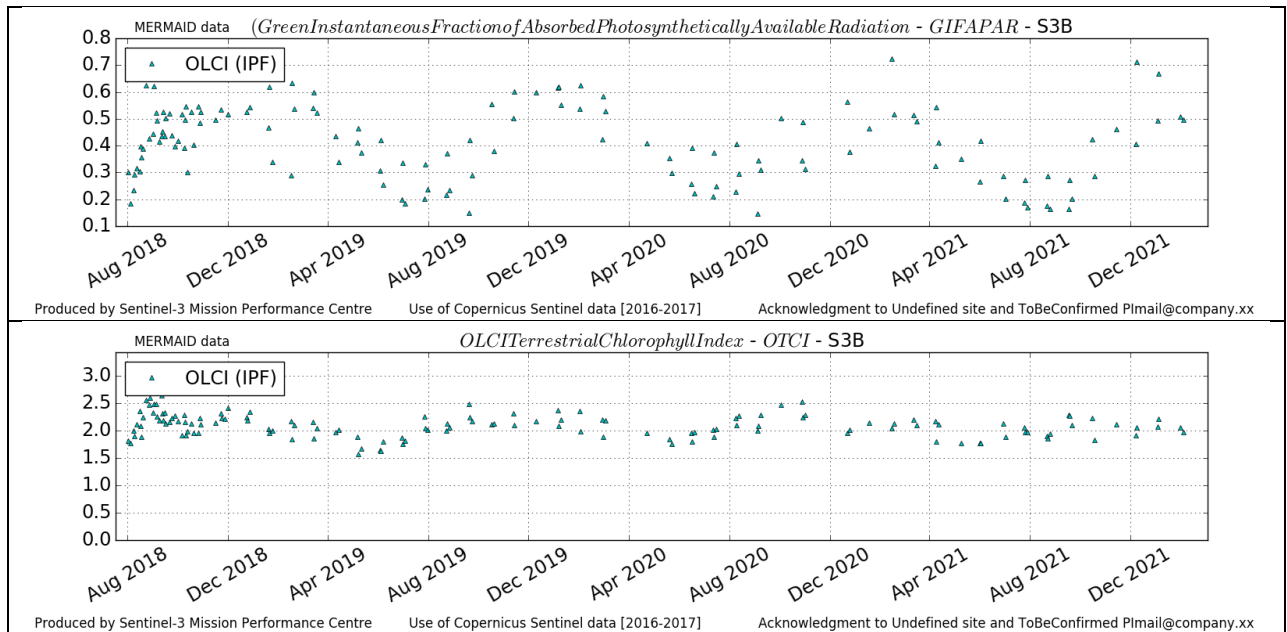 MERMAID data (GreenInstantaneousFractionofAbsorbedPhotosyntheticallyAvailableRadiation - GIFAPAR - S3B
0.8
0.7
0.6
0.5
0.4
0.3
0.2
0.1
OLCI (IPF)
Aug 2018 Dec 2018 Apr 2019 Aug 2019 Dec 2019 Apr 2020 Aug 2020 Dec 2020 Apr 2021 Aug 2021 Dec 2021
Produced by Sentinel-3 Mission Performance Centre Use of Copernicus Sentinel data [2016-2017] Acknowledgment to Undefined site and ToBeConfirmed PImail@company.xx
MERMAID data OLCITerrestrialChlorophyllIndex - OTCI - S3B
3.0
2.5
2.0
1.5
1.0
0.5
0.0
OLCI (IPF)
Aug 2018 Dec 2018 Apr 2019 Aug 2019 Dec 2019 Apr 2020 Aug 2020 Dec 2020 Apr 2021 Aug 2021 Dec 2021
Produced by Sentinel-3 Mission Performance Centre Use of Copernicus Sentinel data [2016-2017] Acknowledgment to Undefined site and ToBeConfirmed PImail@company.xx